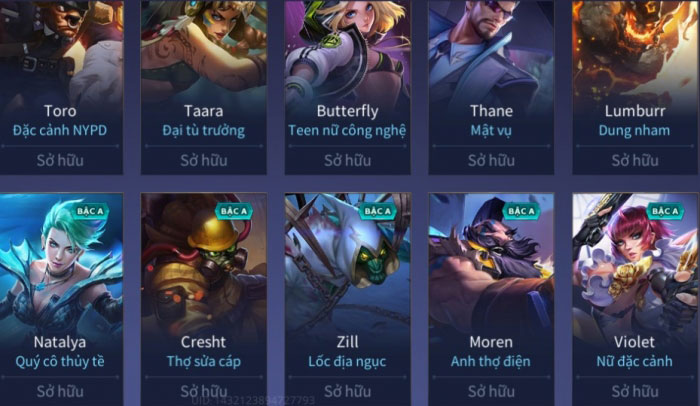 Toro
Đặc cảnh NYPD
Sở hữu
Taara
Đại tù trưởng
Sở hữu
Butterfly
Teen nữ công nghệ
Sở hữu
Thane
Mật vụ
Sở hữu
Lumburr
Dung nham
Sở hữu
BẬC A
Natalya
Quý cô thủy tề
Sở hữu
BẬC A
Cresht
Thợ sửa cáp
Sở hữu
BẬC A
Zill
Lốc địa ngục
Sở hữu
BẬC A
Moren
Anh thợ điện
Sở hữu
BẬC A
Violet
Nữ đặc cảnh
Sở hữu
UID: 1432123894727793